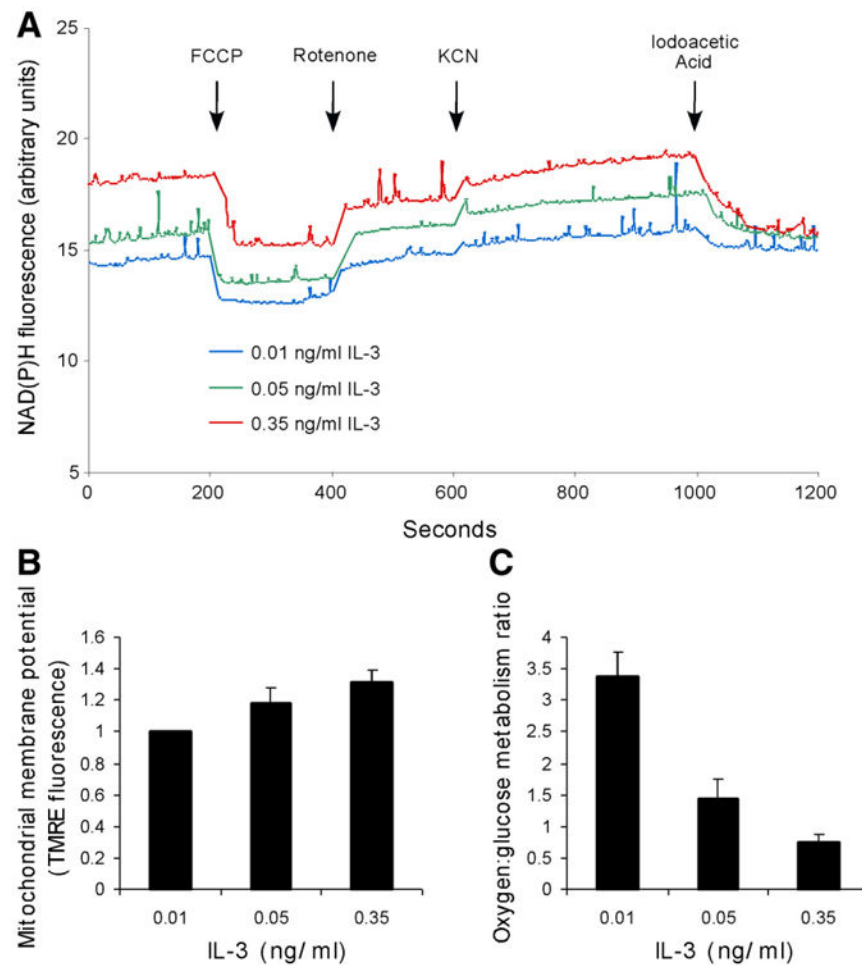 A
25
20
15
10
5
NAD(P)H fluorescence (arbitrary units)
FCCP
Rotenone
KCN
Iodoacetic
Acid
0.01 ng/ml IL-3
0.05 ng/ml IL-3
0.35 ng/ml IL-3
0 200 400 600 800 1000 1200
Seconds
B
Mitochondrial membrane potential
(TMRE fluorescence)
1.6
1.4
1.2
1
0.8
0.6
0.4
0.2
0
0.01 0.05 0.35
IL-3 (ng/ml)
C
Oxygen:glucose metabolism ratio
4
3.5
3
2.5
2
1.5
1
0.5
0
0.01 0.05 0.35
IL-3 (ng/ml)